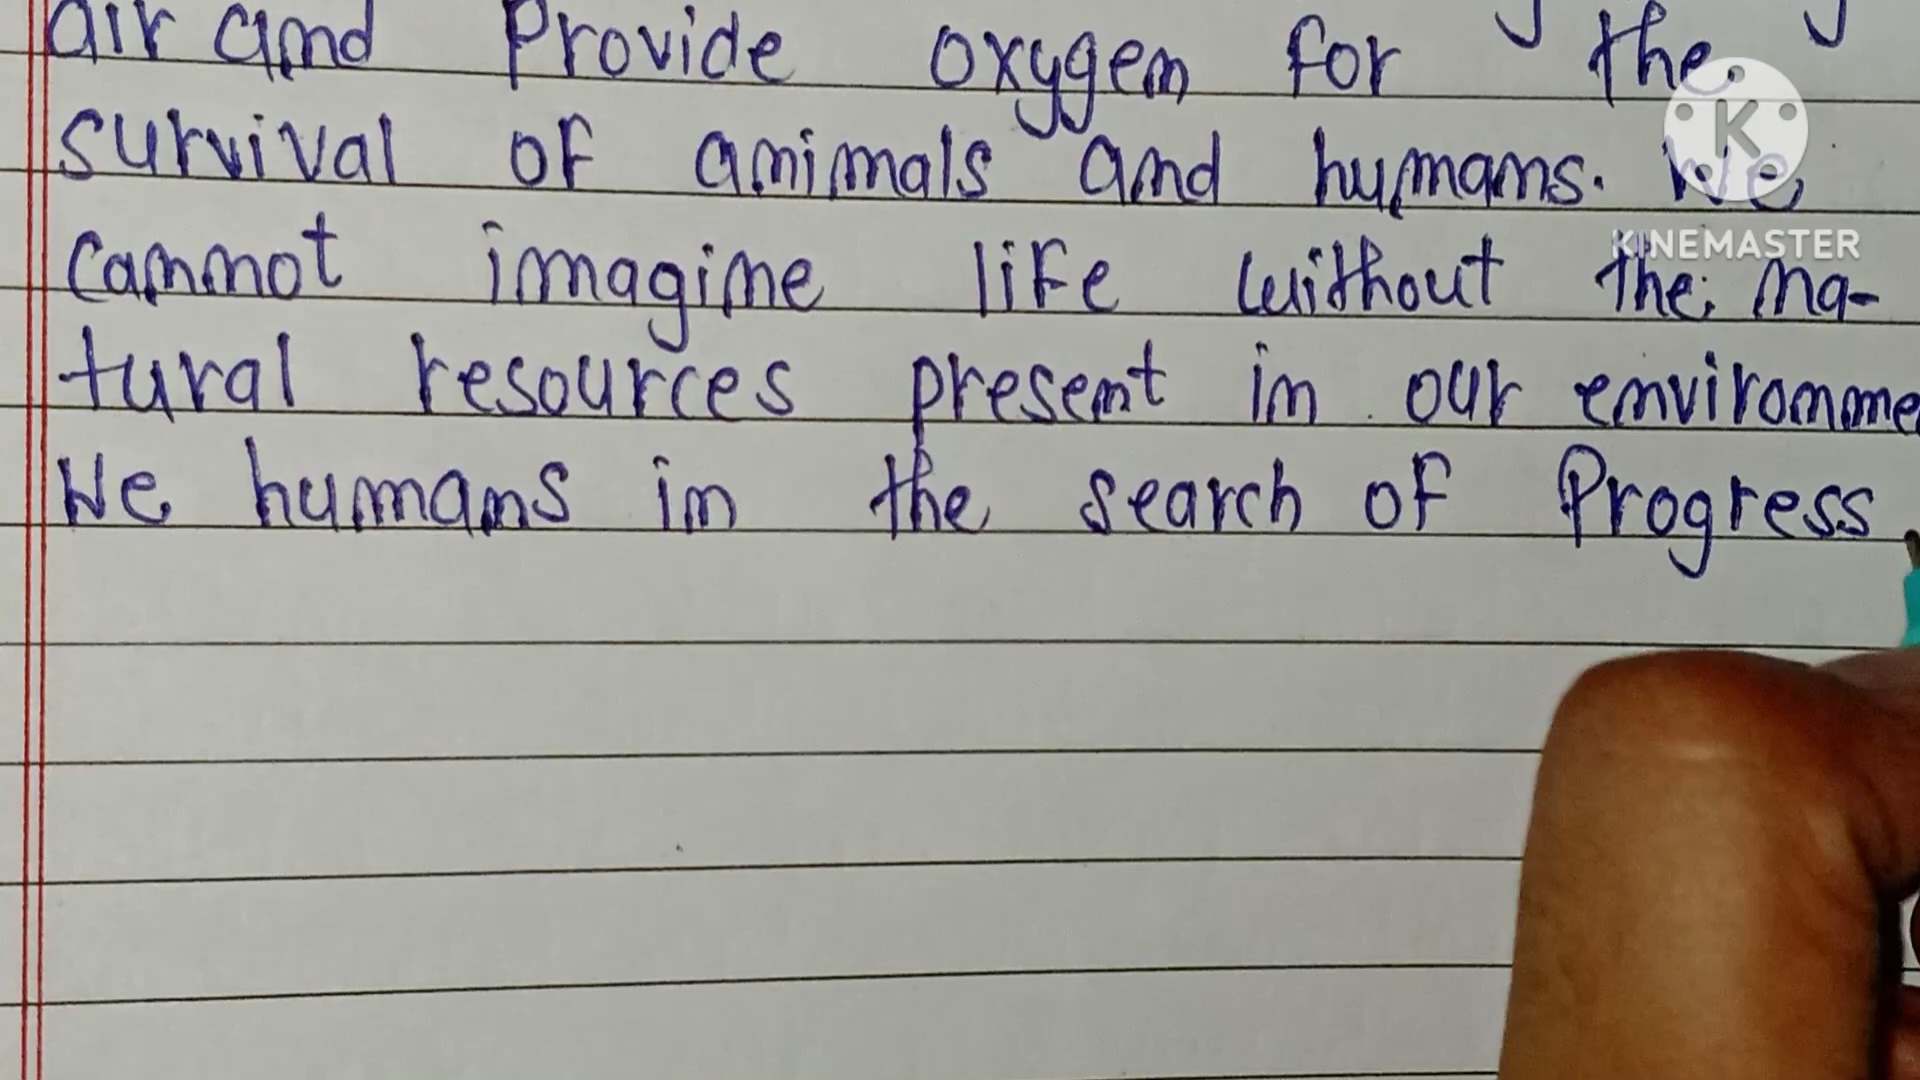 air and Provide oxygen for the
survival of animals and humans. We
K
KINEMASTER
cannot imagine life without the na-
tural resources present in our environme
We humans in the search of Progress